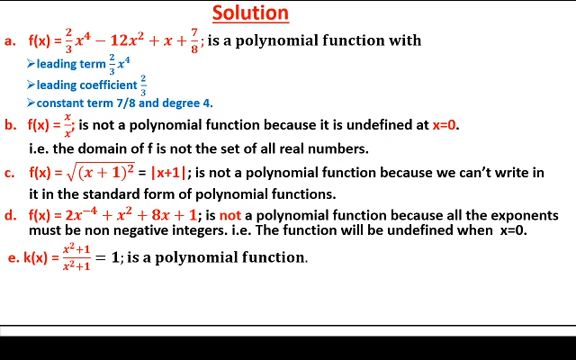 Solution
a. f(x) = 2/3 x⁴ − 12x² + x + 7/8; is a polynomial function with
➢leading term 2/3 x⁴
➢leading coefficient 2/3
➢constant term 7/8 and degree 4.
b. f(x) = x/x; is not a polynomial function because it is undefined at x=0.
i.e. the domain of f is not the set of all real numbers.
c. f(x) = √(x + 1)² = |x+1|; is not a polynomial function because we can't write in
it in the standard form of polynomial functions.
d. f(x) = 2x⁻⁴ + x² + 8x + 1; is not a polynomial function because all the exponents
must be non negative integers. i.e. The function will be undefined when x=0.
e. k(x) = x²+1/x²+1 = 1; is a polynomial function.